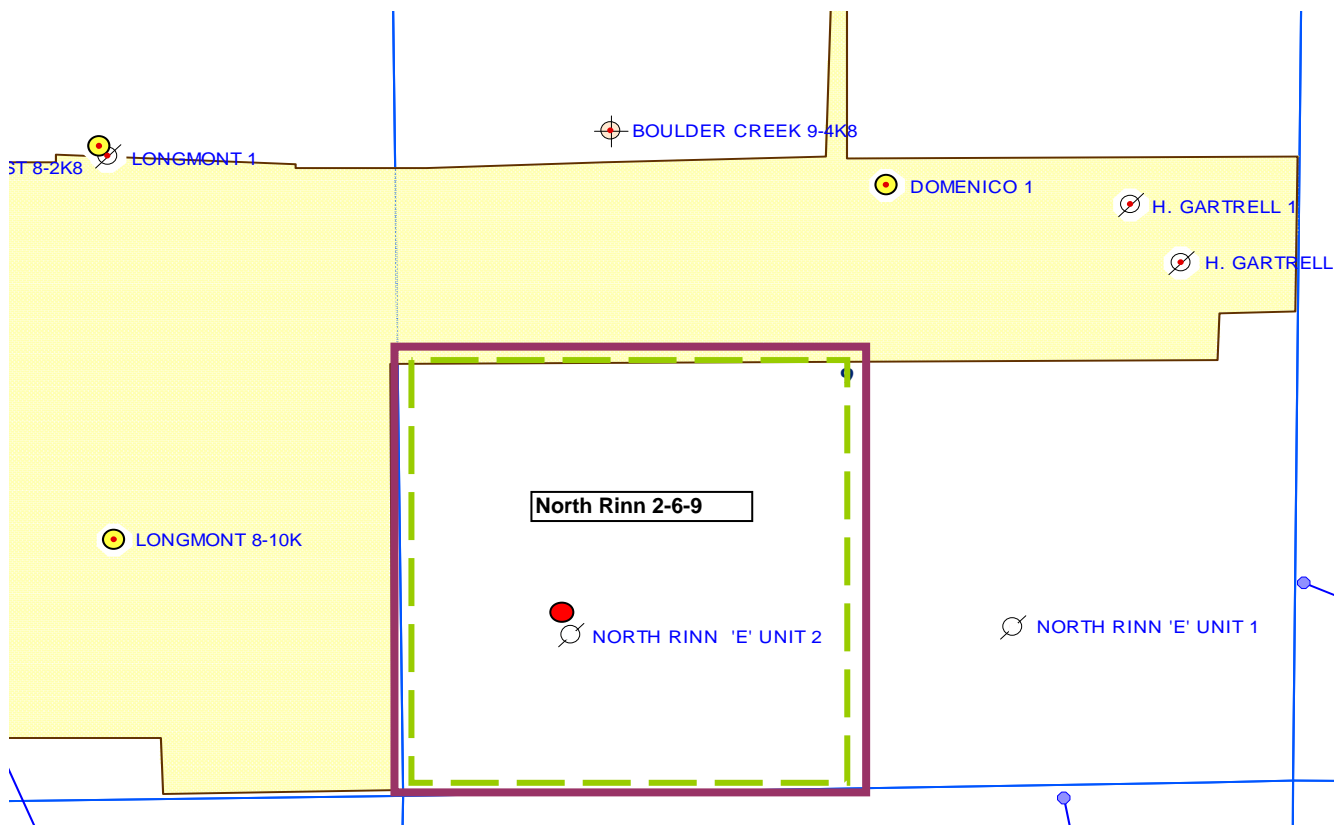 BOULDER CREEK 9-4K8
LONGMONT 1
ST 8-2K8
DOMENICO 1
H. GARTRELL 1
H. GARTRELL
North Rinn 2-6-9
LONGMONT 8-10K
NORTH RINN 'E' UNIT 2
NORTH RINN 'E' UNIT 1